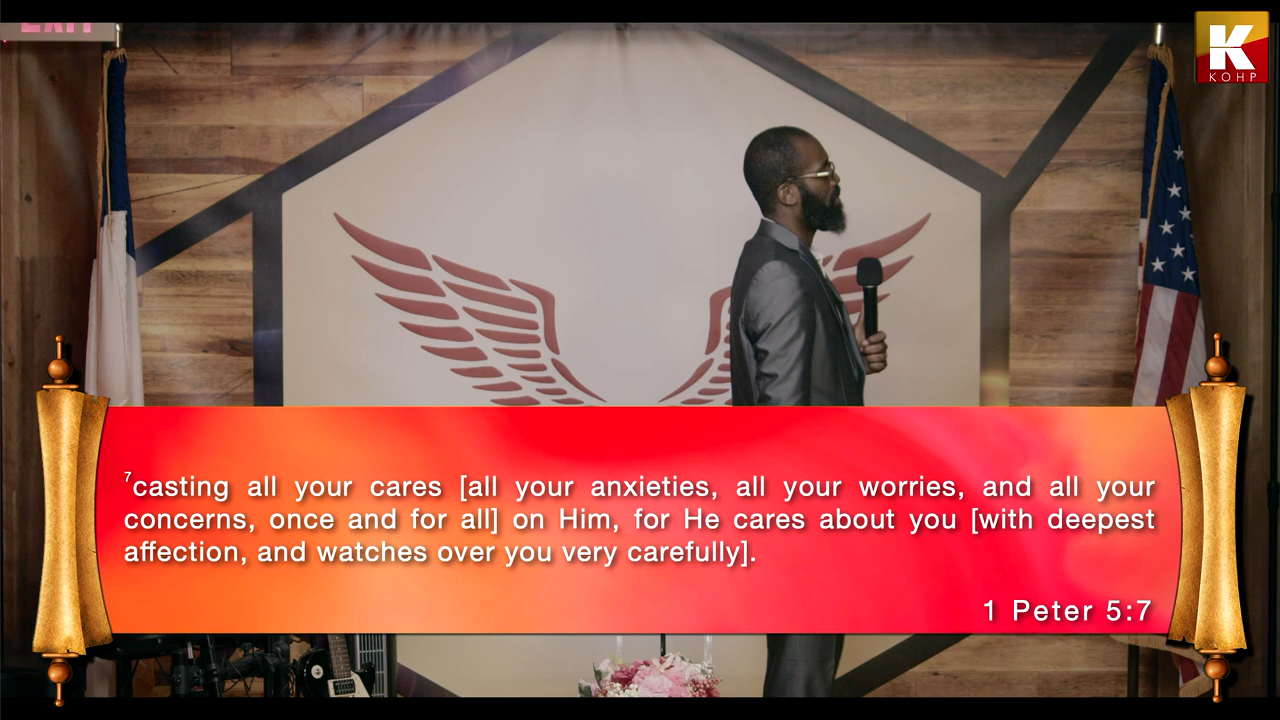 EXIT
K
KOHP
⁷casting all your cares [all your anxieties, all your worries, and all your
concerns, once and for all] on Him, for He cares about you [with deepest
affection, and watches over you very carefully].
1 Peter 5:7